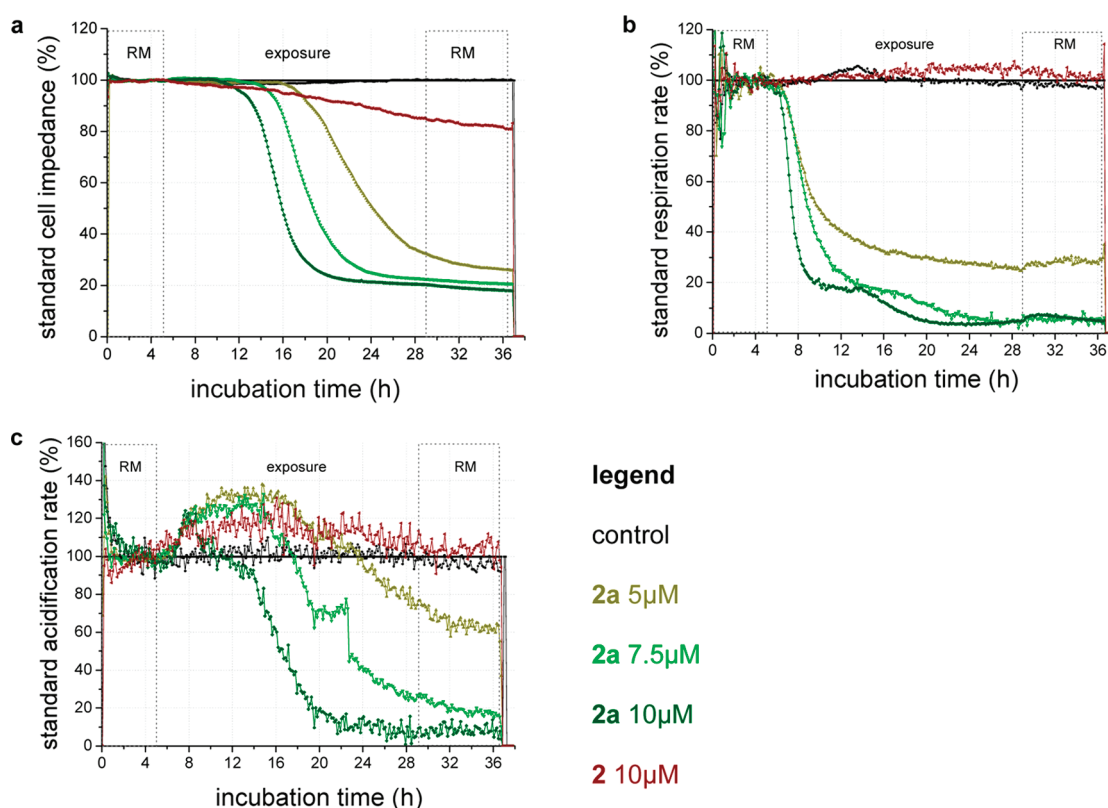 a
standard cell impedance (%)
120
100
80
60
40
20
0
RM
exposure
RM
0 4 8 12 16 20 24 28 32 36
incubation time (h)
b
standard respiration rate (%)
120
100
80
60
40
20
0
RM
exposure
RM
0 4 8 12 16 20 24 28 32 36
incubation time (h)
c
standard acidification rate (%)
160
140
120
100
80
60
40
20
0
RM
exposure
RM
0 4 8 12 16 20 24 28 32 36
incubation time (h)
legend
control
2a 5µM
2a 7.5µM
2a 10µM
2 10µM